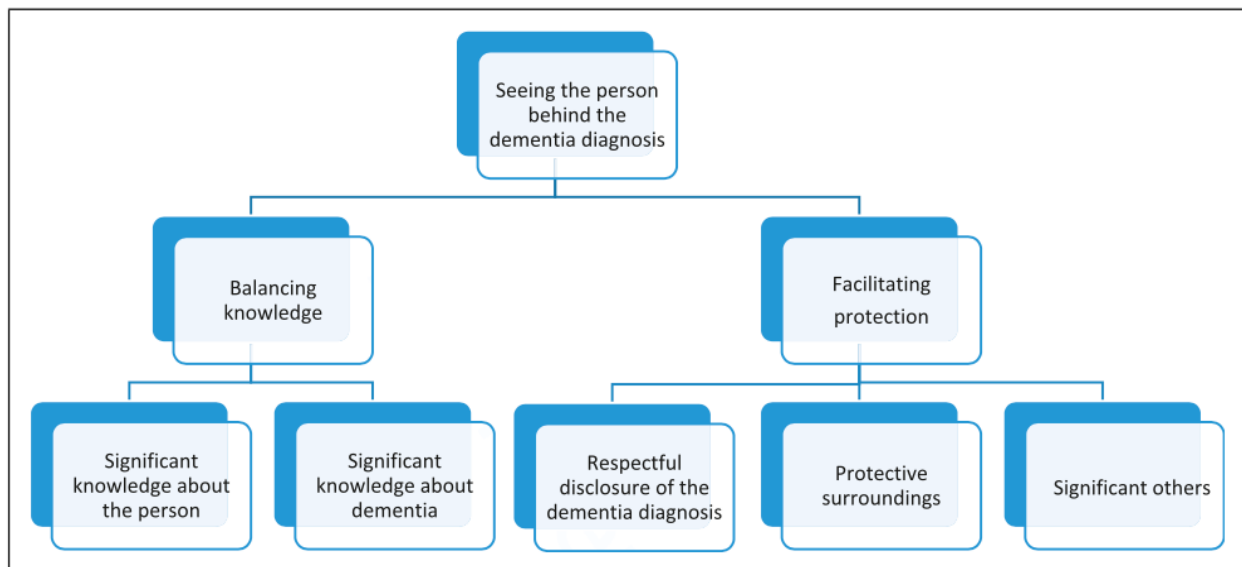 Seeing the person
behind the
dementia diagnosis
Balancing
knowledge
Facilitating
protection
Significant
knowledge about
the person
Significant
knowledge about
dementia
Respectful
disclosure of the
dementia diagnosis
Protective
surroundings
Significant others